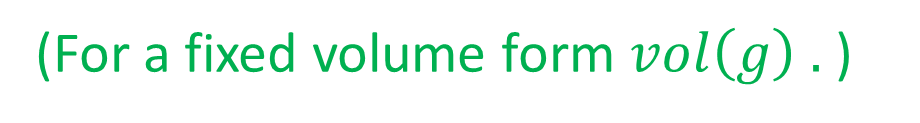 (For a fixed volume form 𝑣𝑜𝑙(𝑔) . )